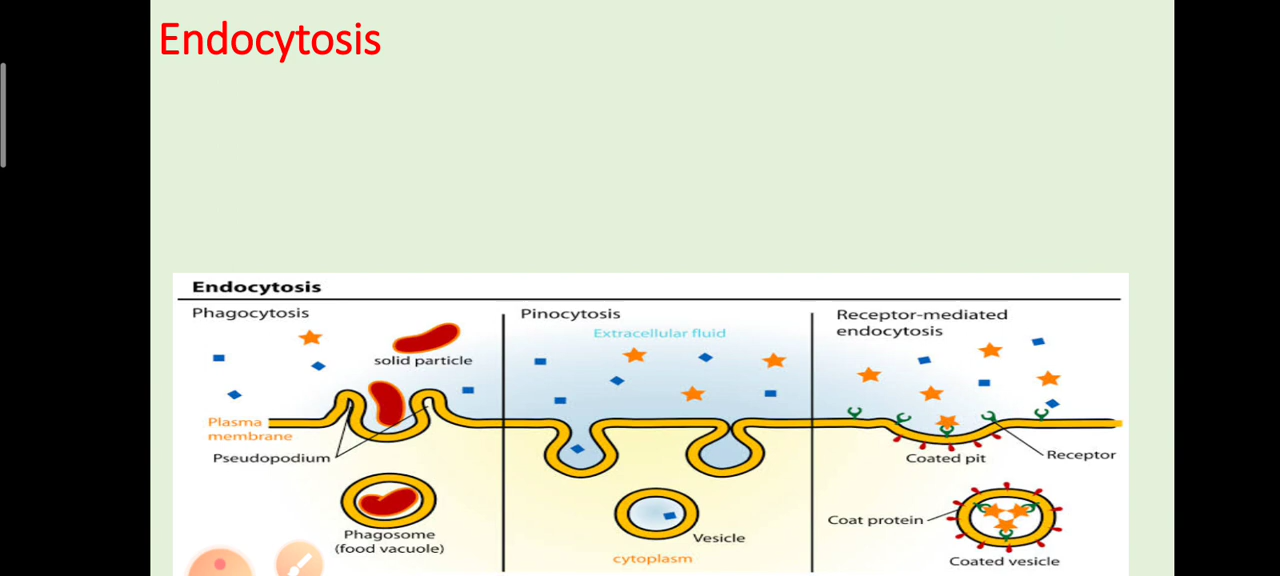 Endocytosis
Endocytosis
Phagocytosis
solid particle
Plasma
membrane
Pseudopodium
Phagosome
(food vacuole)
Pinocytosis
Extracellular fluid
Vesicle
cytoplasm
Receptor-mediated
endocytosis
Coated pit
Receptor
Coat protein
Coated vesicle